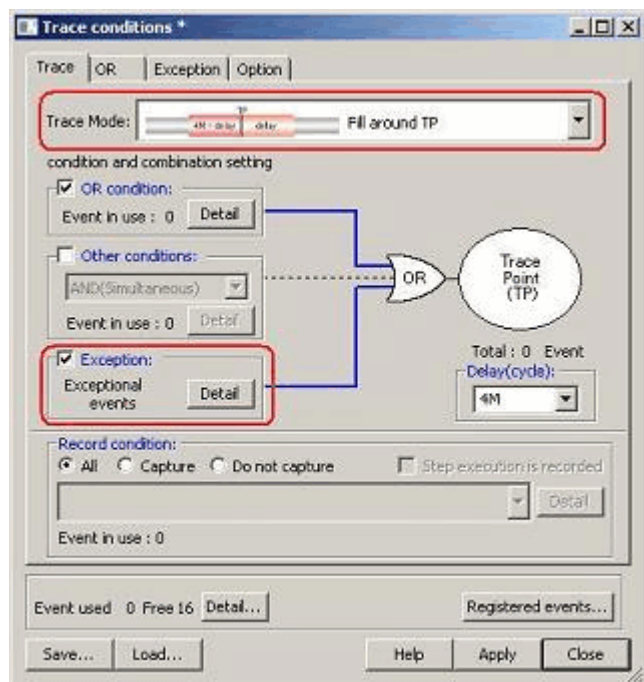 Trace conditions *
Trace OR Exception Option
Trace Mode: TP 4M - delay delay Fill around TP
condition and combination setting
OR condition:
Event in use : 0 Detail
Other conditions:
AND(Simultaneous)
Event in use : 0 Detail
OR
Trace
Point
(TP)
Exception:
Exceptional
events
Detail
Total : 0 Event
Delay(cycle):
4M
Record condition:
All Capture Do not capture Step execution is recorded
Detail
Event in use : 0
Event used 0 Free 16 Detail... Registered events...
Save... Load... Help Apply Close